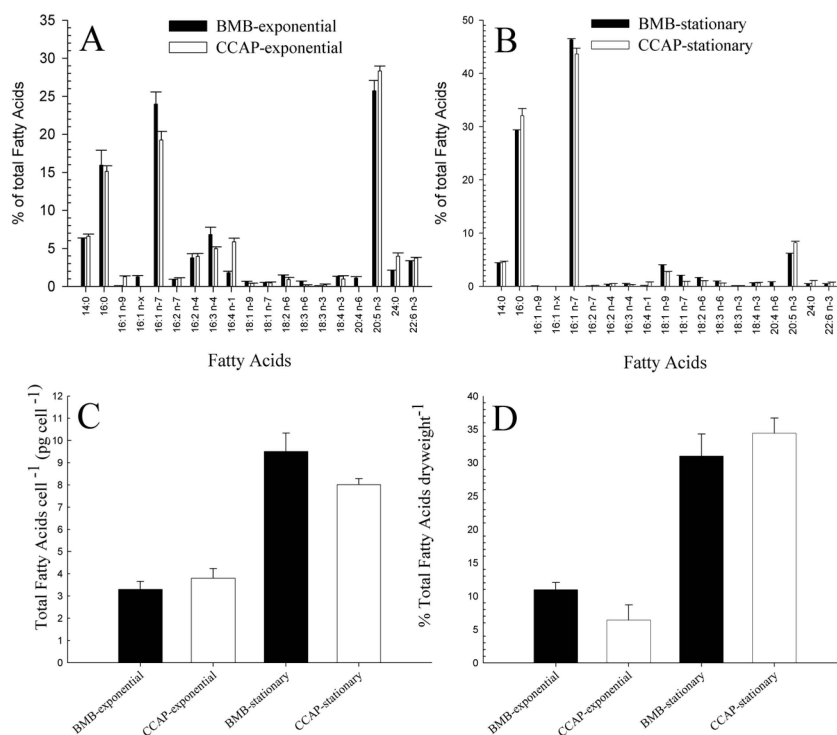 A
BMB-exponential
CCAP-exponential
% of total Fatty Acids
35
30
25
20
15
10
5
0
14:0
16:0
16:1 n-9
16:1 n-x
16:1 n-7
16:2 n-7
16:2 n-4
16:3 n-4
16:4 n-1
18:1 n-9
18:1 n-7
18:2 n-6
18:3 n-6
18:3 n-3
18:4 n-3
20:4 n-6
20:5 n-3
24:0
22:6 n-3
Fatty Acids
B
BMB-stationary
CCAP-stationary
% of total Fatty Acids
50
40
30
20
10
0
14:0
16:0
16:1 n-9
16:1 n-x
16:1 n-7
16:2 n-7
16:2 n-4
16:3 n-4
16:4 n-1
18:1 n-9
18:1 n-7
18:2 n-6
18:3 n-6
18:3 n-3
18:4 n-3
20:4 n-6
20:5 n-3
24:0
22:6 n-3
Fatty Acids
C
Total Fatty Acids cell⁻¹ (pg cell⁻¹)
12
11
10
9
8
7
6
5
4
3
2
1
0
BMB-exponential
CCAP-exponential
BMB-stationary
CCAP-stationary
D
% Total Fatty Acids dryweight⁻¹
40
35
30
25
20
15
10
5
0
BMB-exponential
CCAP-exponential
BMB-stationary
CCAP-stationary